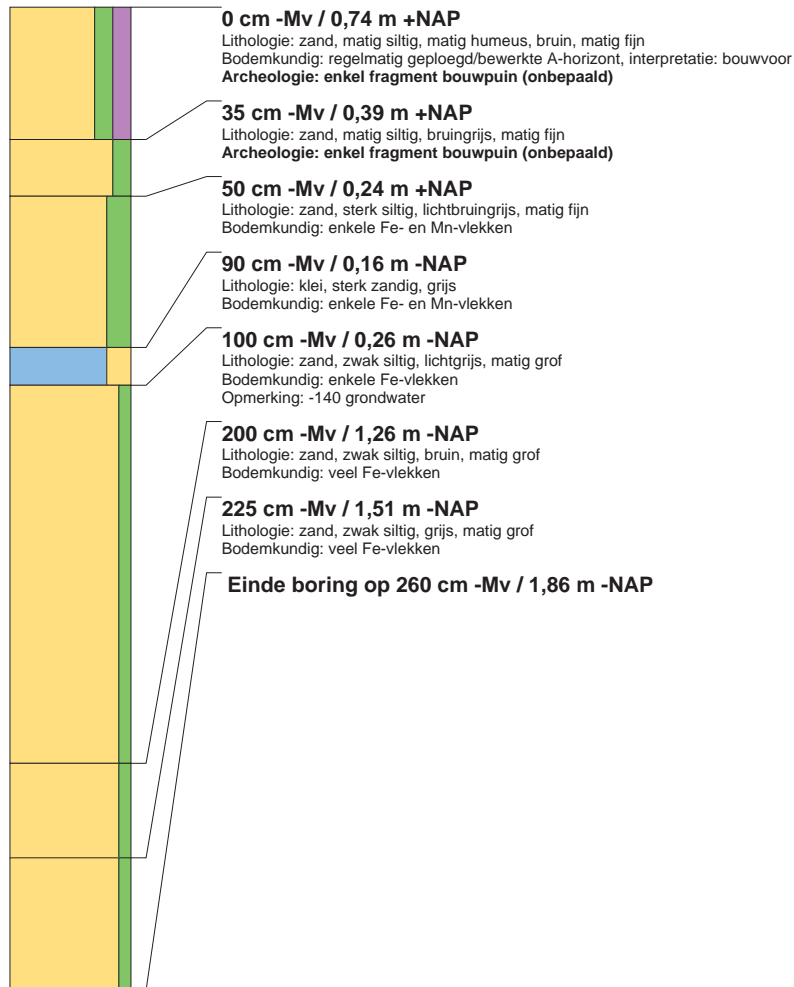 0 cm -Mv / 0,74 m +NAP
Lithologie: zand, matig siltig, matig humeus, bruin, matig fijn
Bodemkundig: regelmatig geploegd/bewerkte A-horizont, interpretatie: bouwvoor
Archeologie: enkel fragment bouwpuin (onbepaald)
35 cm -Mv / 0,39 m +NAP
Lithologie: zand, matig siltig, bruingrijs, matig fijn
Archeologie: enkel fragment bouwpuin (onbepaald)
50 cm -Mv / 0,24 m +NAP
Lithologie: zand, sterk siltig, lichtbruingrijs, matig fijn
Bodemkundig: enkele Fe- en Mn-vlekken
90 cm -Mv / 0,16 m -NAP
Lithologie: klei, sterk zandig, grijs
Bodemkundig: enkele Fe- en Mn-vlekken
100 cm -Mv / 0,26 m -NAP
Lithologie: zand, zwak siltig, lichtgrijs, matig grof
Bodemkundig: enkele Fe-vlekken
Opmerking: -140 grondwater
200 cm -Mv / 1,26 m -NAP
Lithologie: zand, zwak siltig, bruin, matig grof
Bodemkundig: veel Fe-vlekken
225 cm -Mv / 1,51 m -NAP
Lithologie: zand, zwak siltig, grijs, matig grof
Bodemkundig: veel Fe-vlekken
Einde boring op 260 cm -Mv / 1,86 m -NAP